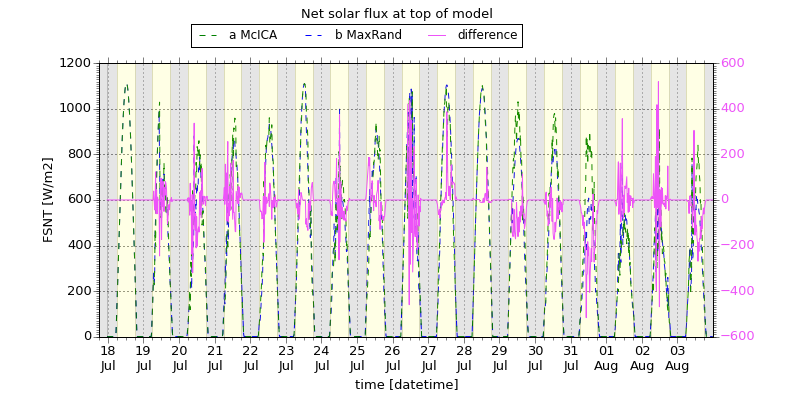 Net solar flux at top of model
a McICA b MaxRand difference
1200 600
1000 400
800 200
600 0
400 −200
200 −400
0 −600
FSNT [W/m2]
18 19 20 21 22 23 24 25 26 27 28 29 30 31 01 02 03
Jul Jul Jul Jul Jul Jul Jul Jul Jul Jul Jul Jul Jul Jul Aug Aug Aug
time [datetime]